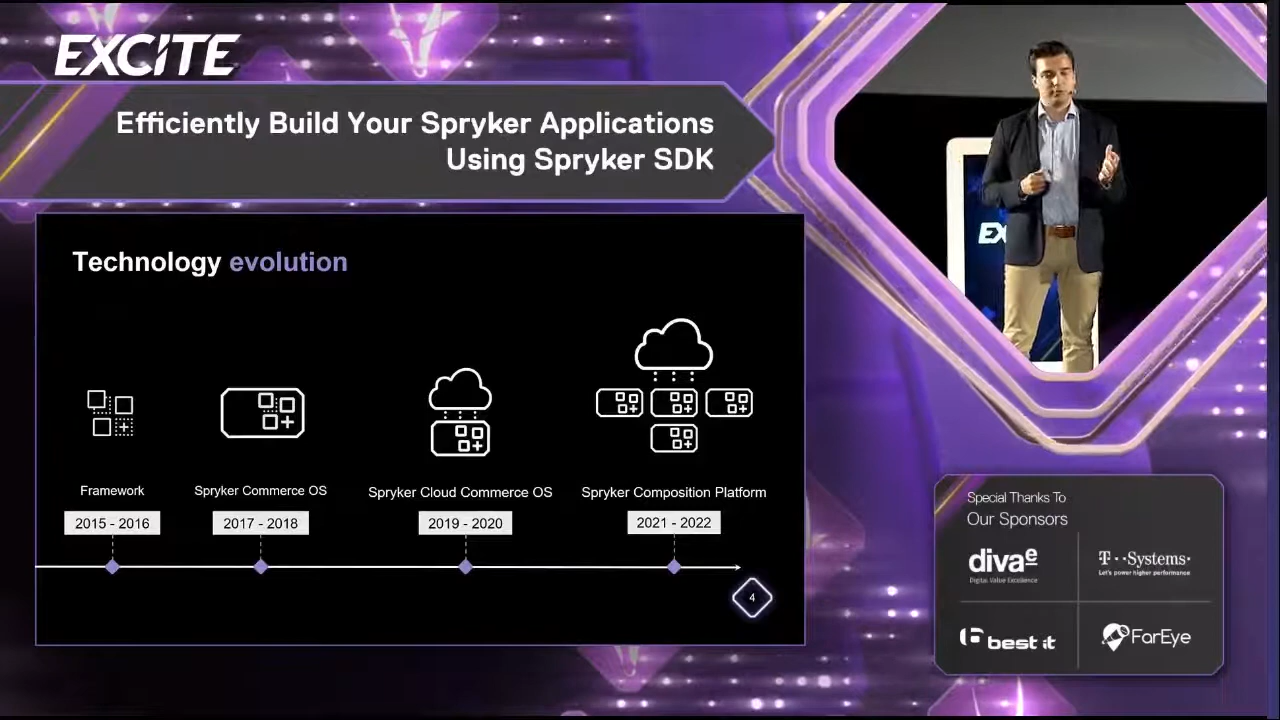 EXCITE
Efficiently Build Your Spryker Applications
Using Spryker SDK
Technology evolution
Framework
Spryker Commerce OS
Spryker Cloud Commerce OS
Spryker Composition Platform
2015 - 2016
2017 - 2018
2019 - 2020
2021 - 2022
4
EX
Special Thanks To
Our Sponsors
divae
Digital Value Excellence
T··Systems·
Let's power higher performance
best it
FarEye